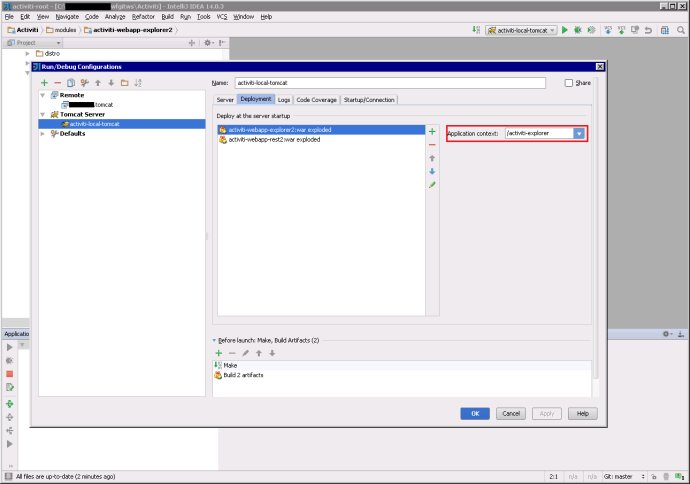 activiti-root - [C: wfgitws\Activiti] - IntelliJ IDEA 14.0.3
File Edit View Navigate Code Analyze Refactor Build Run Tools VCS Window Help
Activiti modules activiti-webapp-explorer2 activiti-local-tomcat
Project
distro
Run/Debug Configurations
Name: activiti-local-tomcat Share
Remote
.tomcat
Tomcat Server
activiti-local-tomcat
Defaults
Server Deployment Logs Code Coverage Startup/Connection
Deploy at the server startup
activiti-webapp-explorer2:war exploded
activiti-webapp-rest2:war exploded
Application context: /activiti-explorer
Before launch: Make, Build Artifacts (2)
Make
Build 2 artifacts
OK Cancel Apply Help
Application
All files are up-to-date (2 minutes ago) 2:1 n/a n/a Git: master